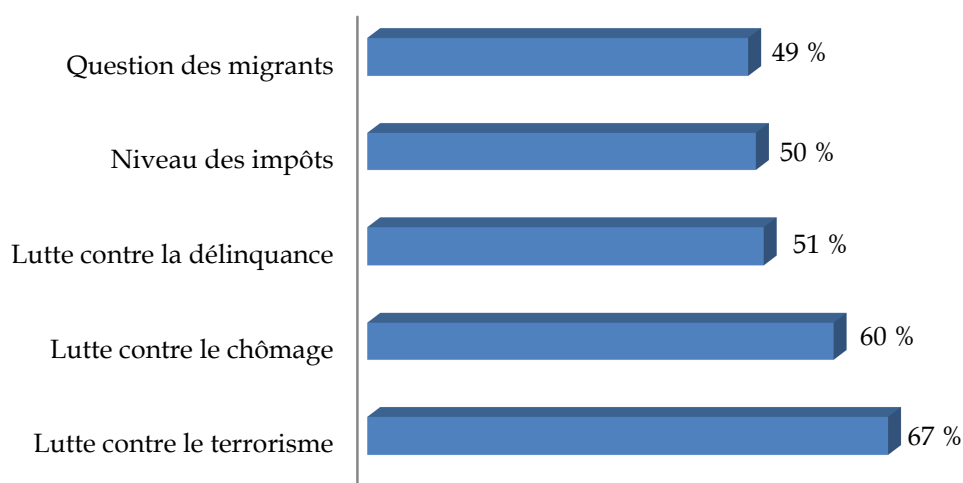 Question des migrants 49 %
Niveau des impôts 50 %
Lutte contre la délinquance 51 %
Lutte contre le chômage 60 %
Lutte contre le terrorisme 67 %